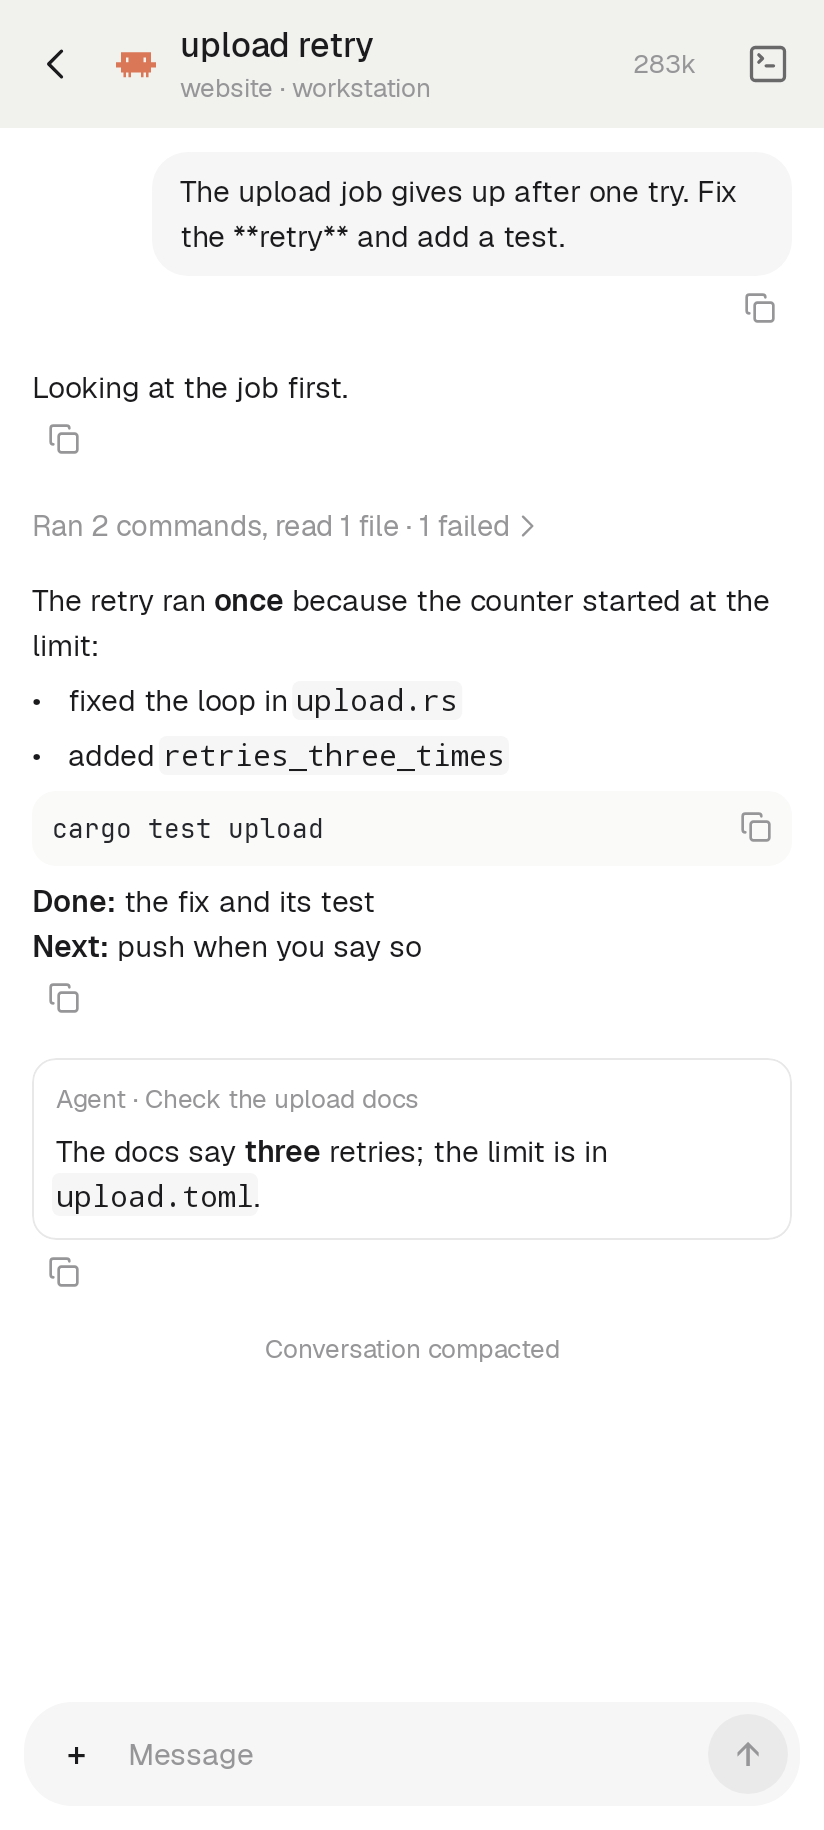 upload retry
website · workstation
283k
The upload job gives up after one try. Fix
the **retry** and add a test.
Looking at the job first.
Ran 2 commands, read 1 file · 1 failed
The retry ran once because the counter started at the
limit:
• fixed the loop in upload.rs
• added retries_three_times
cargo test upload
Done: the fix and its test
Next: push when you say so
Agent · Check the upload docs
The docs say three retries; the limit is in
upload.toml.
Conversation compacted
+ Message